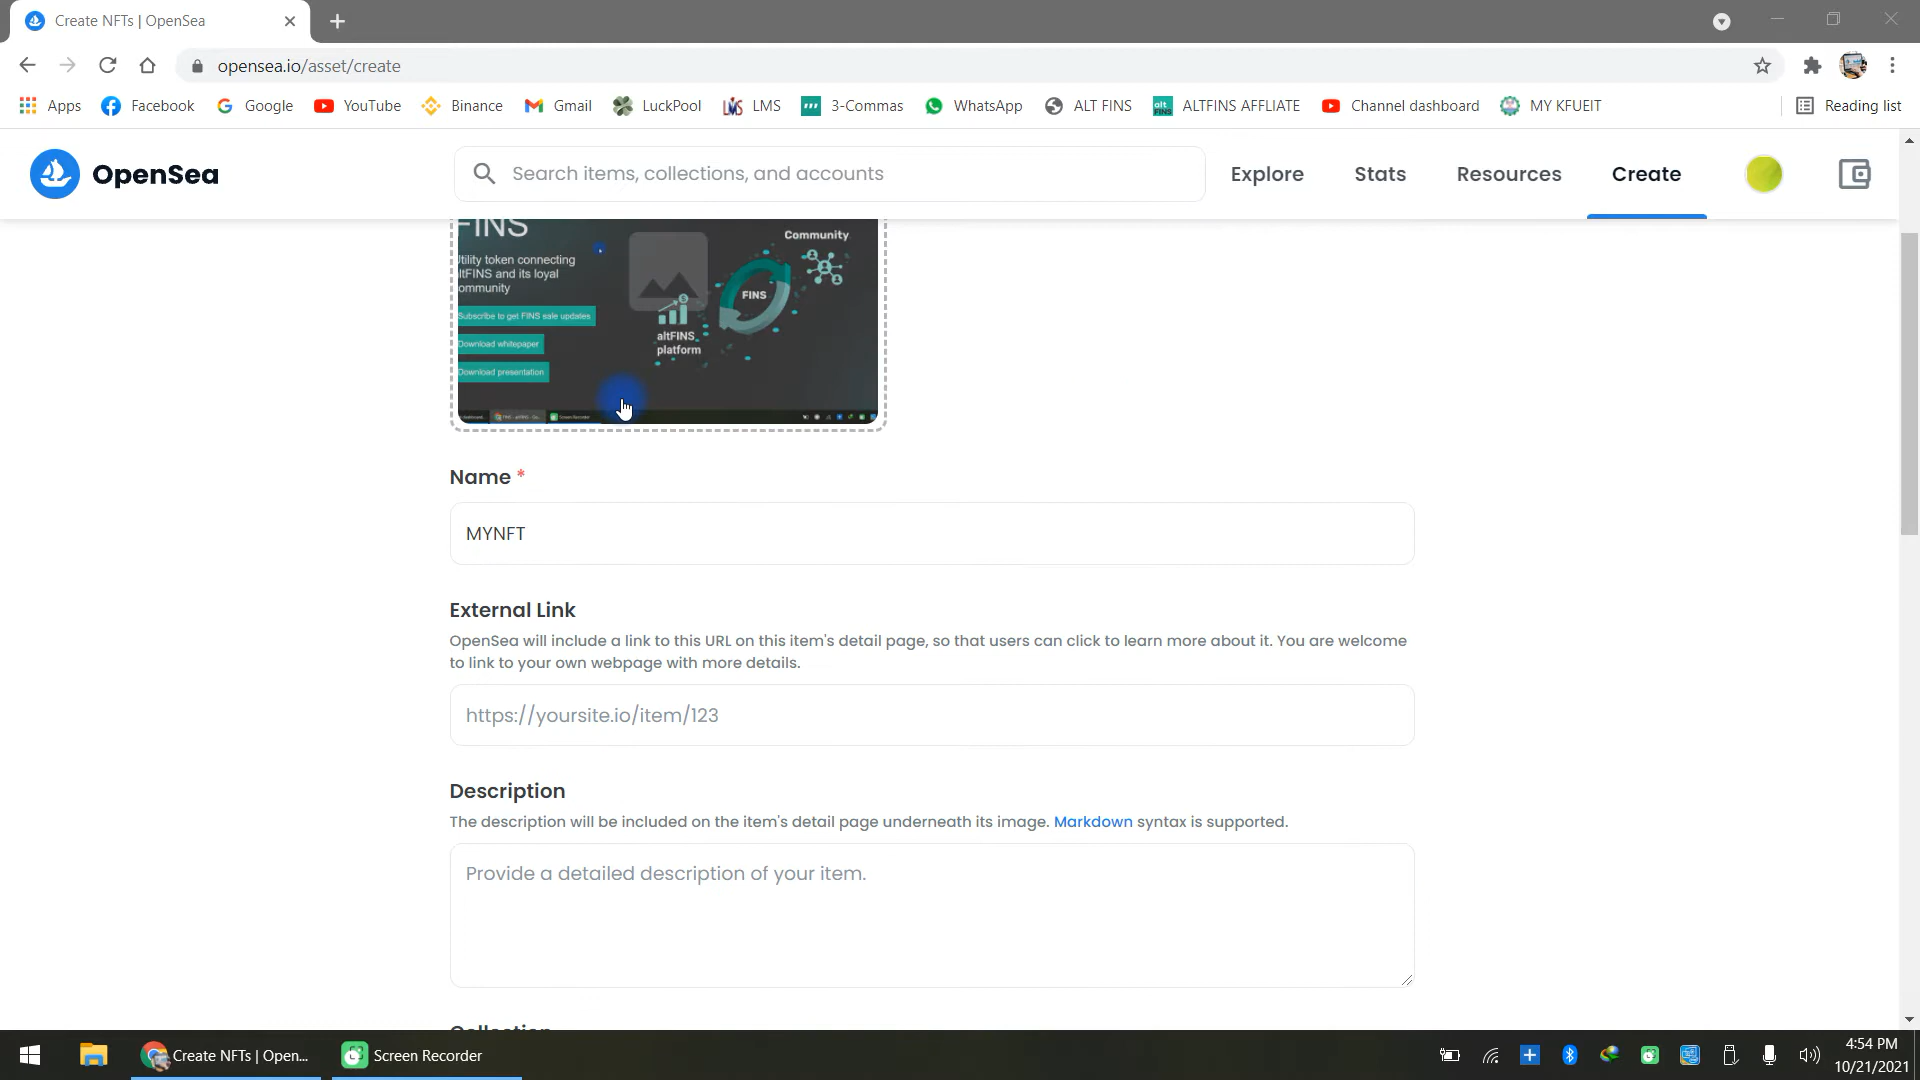 Create NFTs | OpenSea
opensea.io/asset/create
Apps Facebook Google YouTube Binance Gmail LuckPool LMS 3-Commas WhatsApp ALT FINS ALTFINS AFFLIATE Channel dashboard MY KFUEIT Reading list
OpenSea
Search items, collections, and accounts
Explore Stats Resources Create
FINS
Community
tility token connecting
ltFINS and its loyal
ommunity
FINS
Subscribe to get FINS sale updates
altFINS
platform
Download whitepaper
Download presentation
Screen Recorder
Name *
MYNFT
External Link
OpenSea will include a link to this URL on this item's detail page, so that users can click to learn more about it. You are welcome
to link to your own webpage with more details.
https://yoursite.io/item/123
Description
The description will be included on the item's detail page underneath its image. Markdown syntax is supported.
Provide a detailed description of your item.
Collection
Create NFTs | Open... Screen Recorder
4:54 PM
10/21/2021